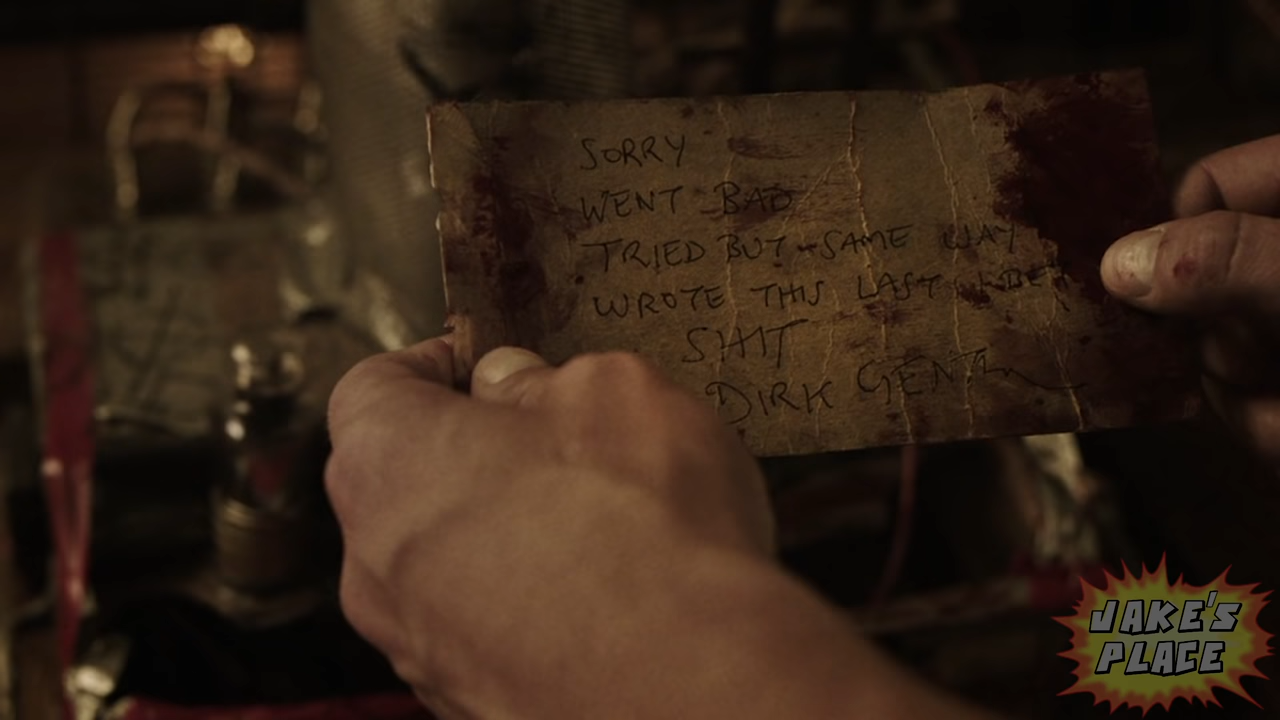 SORRY
WENT BAD
TRIED BUT SAME WAY
WROTE THIS LAST
SHIT
DIRK
JAKE'S
PLACE